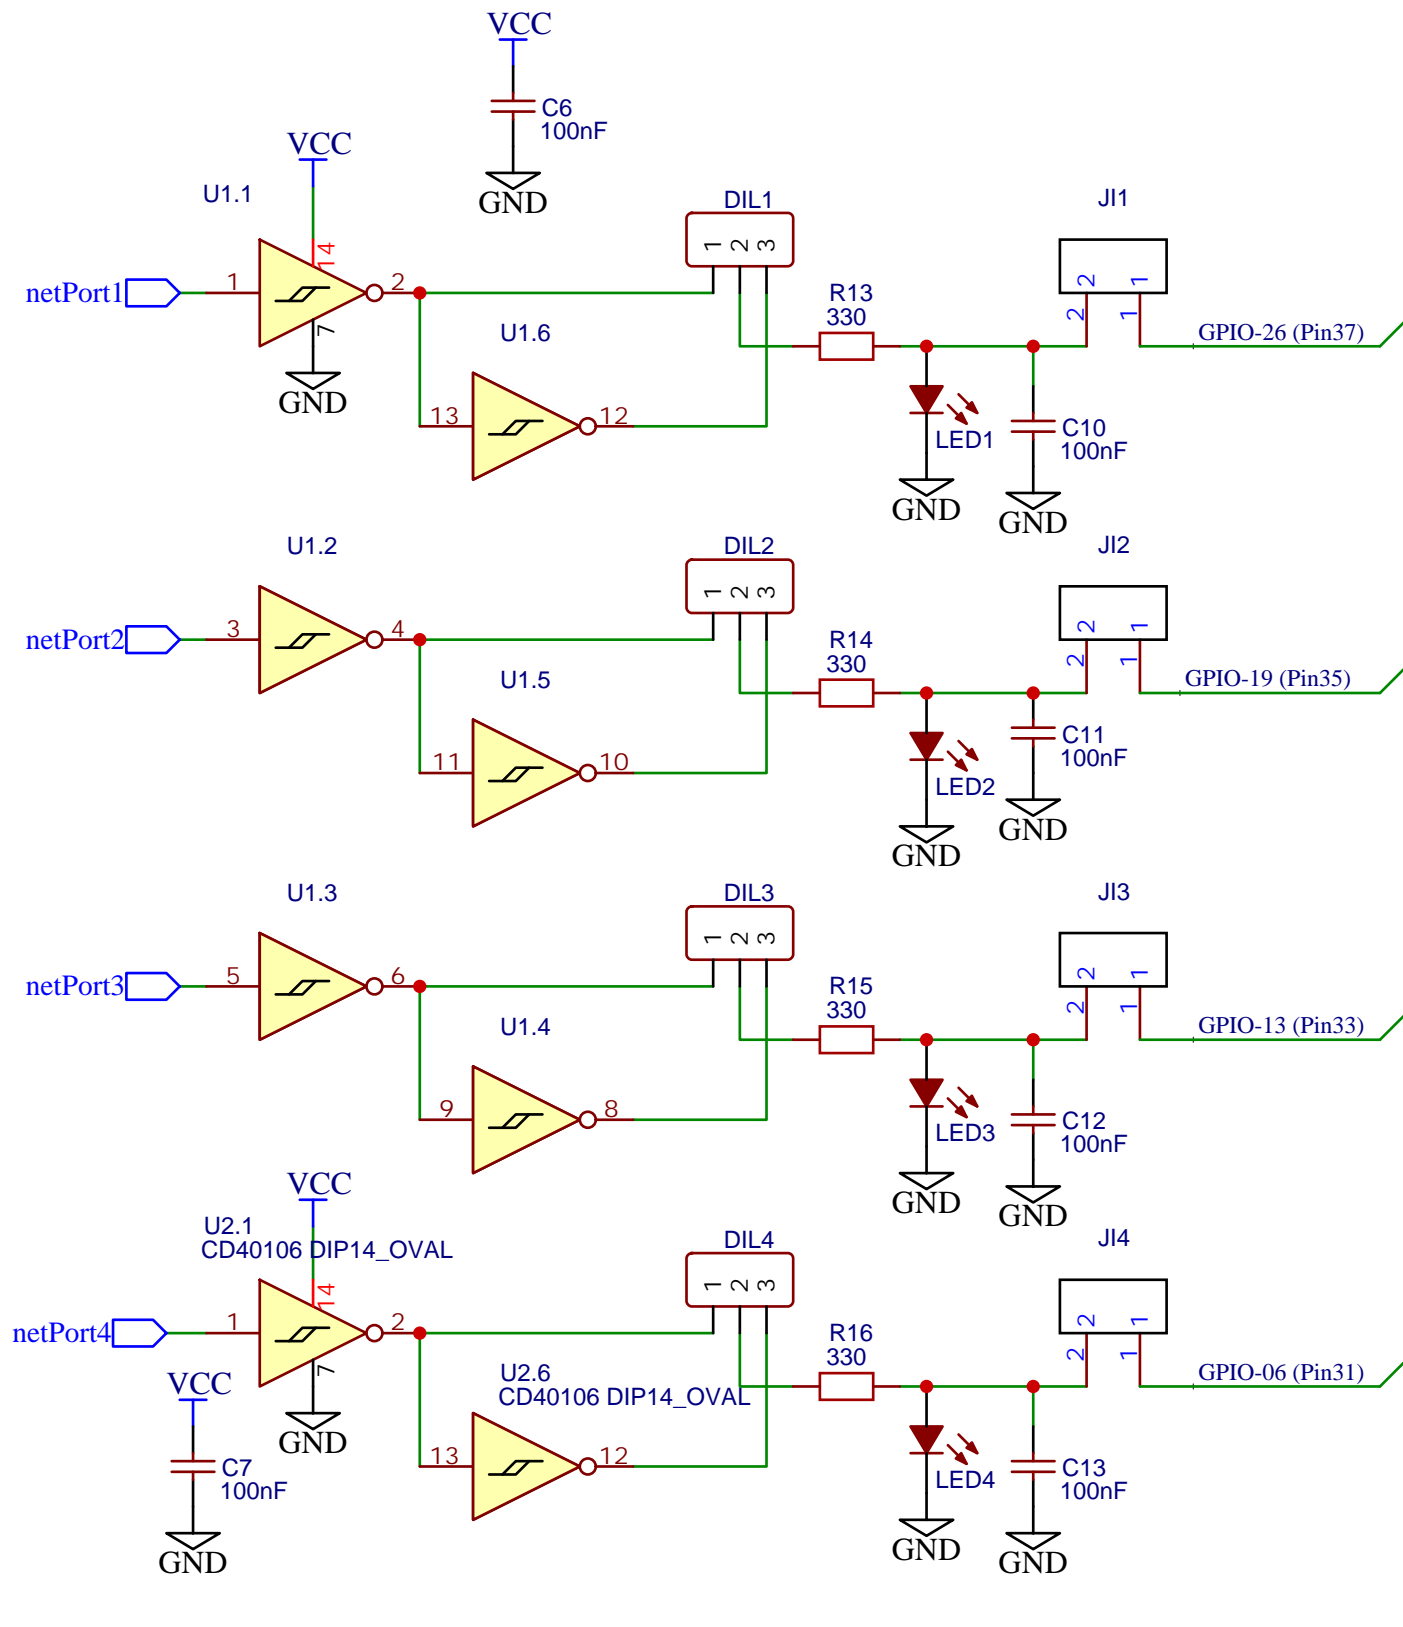 VCC
C6
100nF
GND
VCC
U1.1
14
netPort1
1
2
7
GND
U1.6
13
12
DIL1
1 2 3
R13
330
LED1
GND
C10
100nF
GND
JI1
2 1
2 1
GPIO-26 (Pin37)
U1.2
netPort2
3
4
U1.5
11
10
DIL2
1 2 3
R14
330
LED2
GND
C11
100nF
GND
JI2
2 1
2 1
GPIO-19 (Pin35)
U1.3
netPort3
5
6
U1.4
9
8
DIL3
1 2 3
R15
330
LED3
GND
C12
100nF
GND
JI3
2 1
2 1
GPIO-13 (Pin33)
VCC
U2.1
CD40106 DIP14_OVAL
14
netPort4
1
2
7
GND
VCC
C7
100nF
GND
U2.6
CD40106 DIP14_OVAL
13
12
DIL4
1 2 3
R16
330
LED4
GND
C13
100nF
GND
JI4
2 1
2 1
GPIO-06 (Pin31)